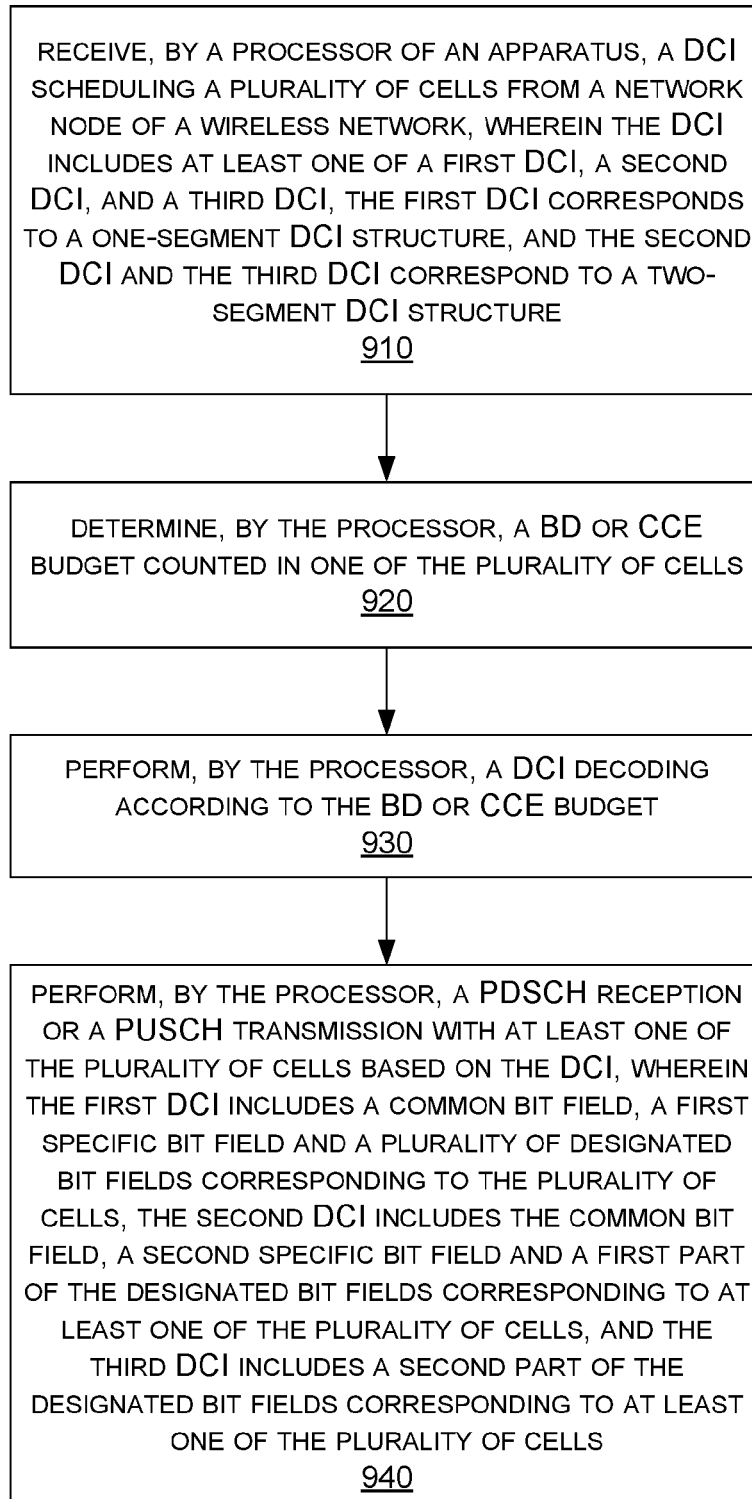 RECEIVE, BY A PROCESSOR OF AN APPARATUS, A DCI
SCHEDULING A PLURALITY OF CELLS FROM A NETWORK
NODE OF A WIRELESS NETWORK, WHEREIN THE DCI
INCLUDES AT LEAST ONE OF A FIRST DCI, A SECOND
DCI, AND A THIRD DCI, THE FIRST DCI CORRESPONDS
TO A ONE-SEGMENT DCI STRUCTURE, AND THE SECOND
DCI AND THE THIRD DCI CORRESPOND TO A TWO-
SEGMENT DCI STRUCTURE
910
DETERMINE, BY THE PROCESSOR, A BD OR CCE
BUDGET COUNTED IN ONE OF THE PLURALITY OF CELLS
920
PERFORM, BY THE PROCESSOR, A DCI DECODING
ACCORDING TO THE BD OR CCE BUDGET
930
PERFORM, BY THE PROCESSOR, A PDSCH RECEPTION
OR A PUSCH TRANSMISSION WITH AT LEAST ONE OF
THE PLURALITY OF CELLS BASED ON THE DCI, WHEREIN
THE FIRST DCI INCLUDES A COMMON BIT FIELD, A FIRST
SPECIFIC BIT FIELD AND A PLURALITY OF DESIGNATED
BIT FIELDS CORRESPONDING TO THE PLURALITY OF
CELLS, THE SECOND DCI INCLUDES THE COMMON BIT
FIELD, A SECOND SPECIFIC BIT FIELD AND A FIRST PART
OF THE DESIGNATED BIT FIELDS CORRESPONDING TO AT
LEAST ONE OF THE PLURALITY OF CELLS, AND THE
THIRD DCI INCLUDES A SECOND PART OF THE
DESIGNATED BIT FIELDS CORRESPONDING TO AT LEAST
ONE OF THE PLURALITY OF CELLS
940